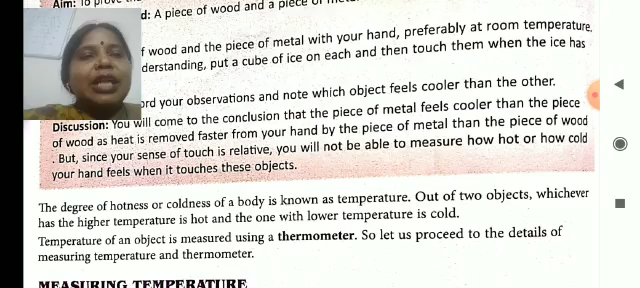 Aim: To prove
d: A piece of wood and a piece of
f wood and the piece of metal with your hand, preferably at room temperature.
derstanding, put a cube of ice on each and then touch them when the ice has
ord your observations and note which object feels cooler than the other.
Discussion: You will come to the conclusion that the piece of metal feels cooler than the piece
of wood as heat is removed faster from your hand by the piece of metal than the piece of wood
. But, since your sense of touch is relative, you will not be able to measure how hot or how cold
your hand feels when it touches these objects.
The degree of hotness or coldness of a body is known as temperature. Out of two objects, whichever
has the higher temperature is hot and the one with lower temperature is cold.
Temperature of an object is measured using a thermometer. So let us proceed to the details of
measuring temperature and thermometer.
MEASURING TEMPERATURE